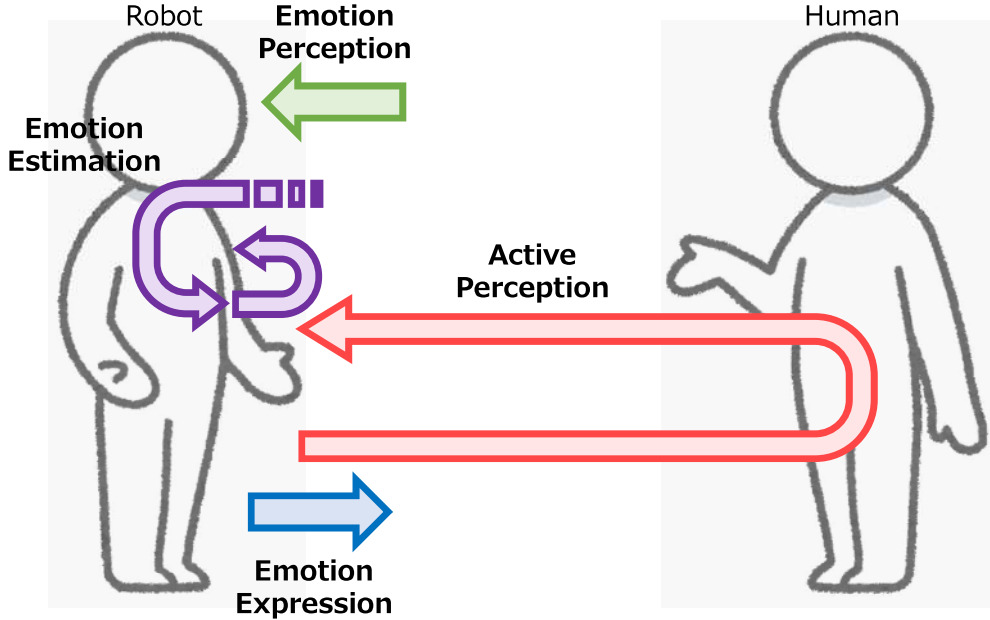 Robot
Emotion
Perception
Human
Emotion
Estimation
Active
Perception
Emotion
Expression